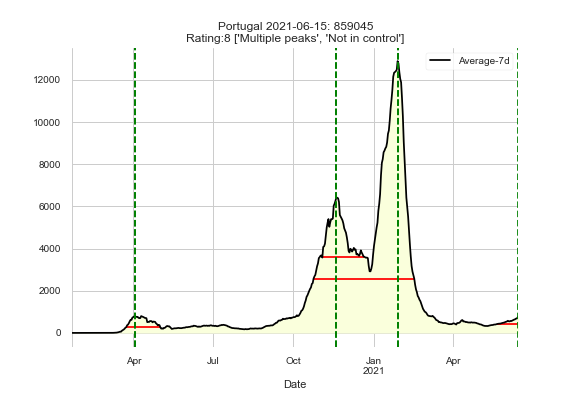 Portugal 2021-06-15: 859045
Rating:8 ['Multiple peaks', 'Not in control']
Average-7d
12000
10000
8000
6000
4000
2000
0
Apr Jul Oct Jan Apr
2021
Date